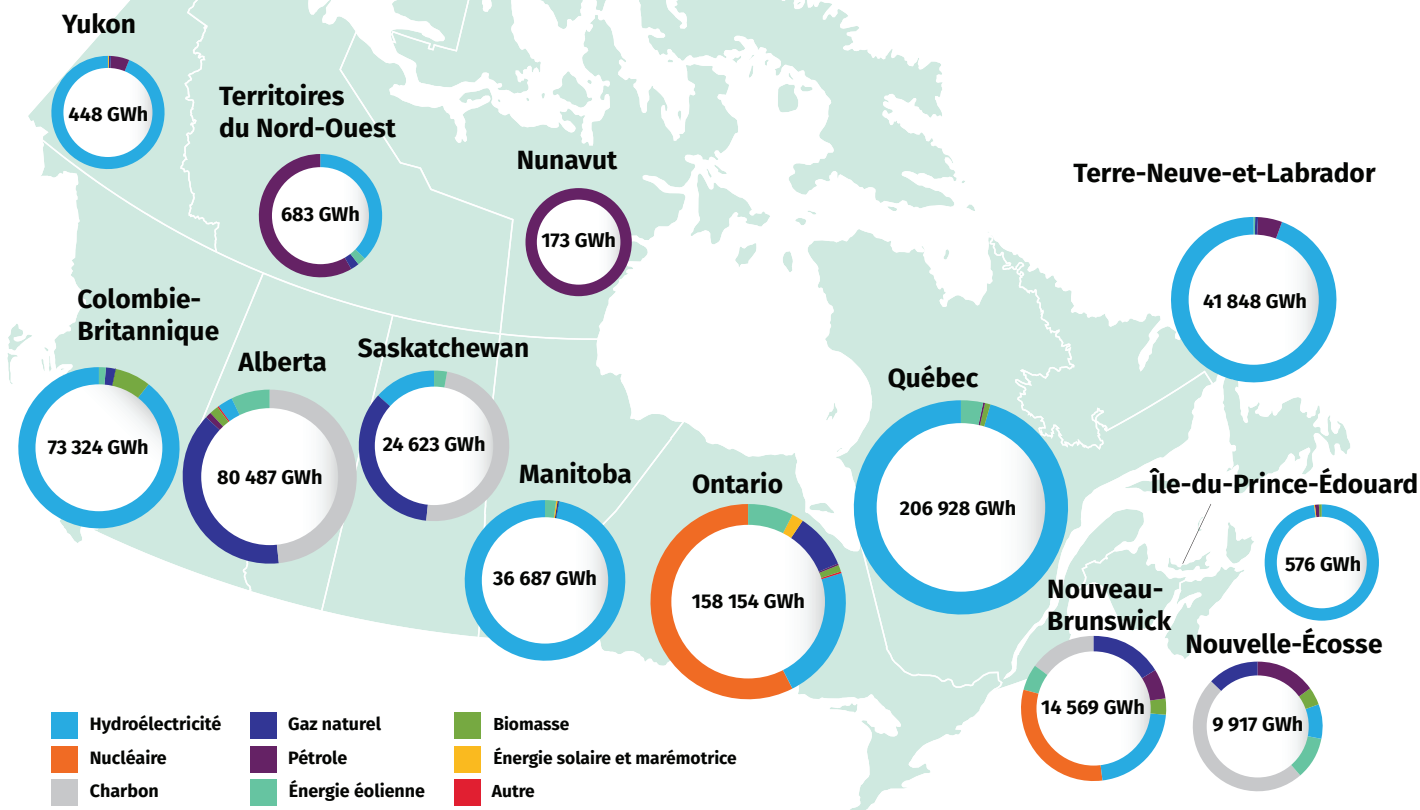 Yukon
448 GWh
Territoires
du Nord-Ouest
683 GWh
Nunavut
173 GWh
Terre-Neuve-et-Labrador
41 848 GWh
Colombie-
Britannique
73 324 GWh
Alberta
80 487 GWh
Saskatchewan
24 623 GWh
Manitoba
36 687 GWh
Ontario
158 154 GWh
Québec
206 928 GWh
Île-du-Prince-Édouard
576 GWh
Nouveau-
Brunswick
14 569 GWh
Nouvelle-Écosse
9 917 GWh
Hydroélectricité
Nucléaire
Charbon
Gaz naturel
Pétrole
Énergie éolienne
Biomasse
Énergie solaire et marémotrice
Autre